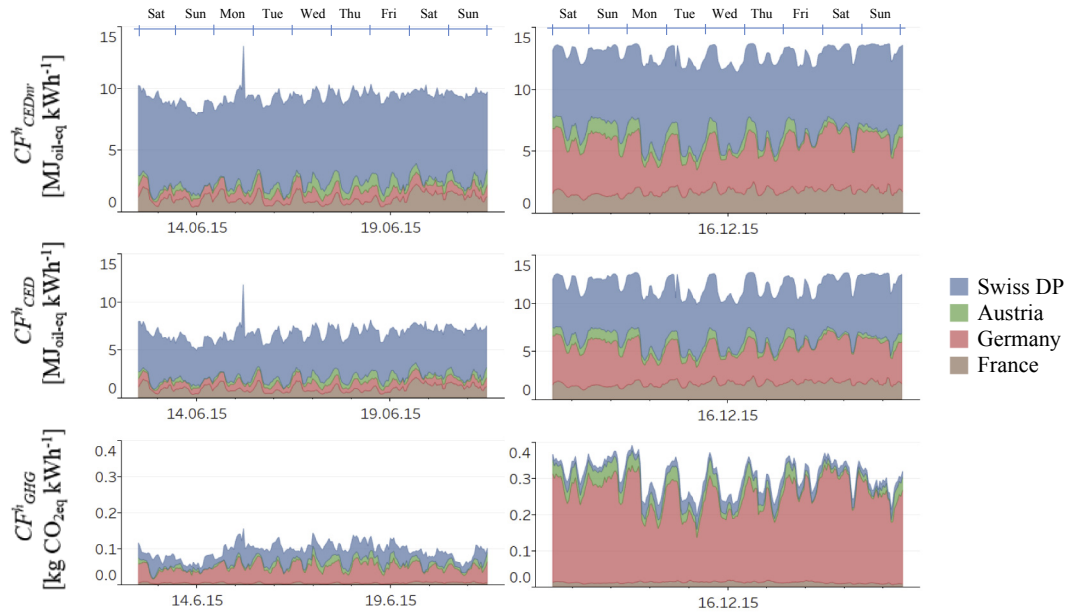 Sat Sun Mon Tue Wed Thu Fri Sat Sun
Sat Sun Mon Tue Wed Thu Fri Sat Sun
CFʰCEDnr
[MJoil-eq kWh-1]
15
10
5
0
14.06.15 19.06.15
15
10
5
0
16.12.15
CFʰCED
[MJoil-eq kWh-1]
15
10
5
0
14.06.15 19.06.15
15
10
5
0
16.12.15
Swiss DP
Austria
Germany
France
CFʰGHG
[kg CO2eq kWh-1]
0.4
0.3
0.2
0.1
0.0
14.6.15 19.6.15
0.4
0.3
0.2
0.1
0.0
16.12.15